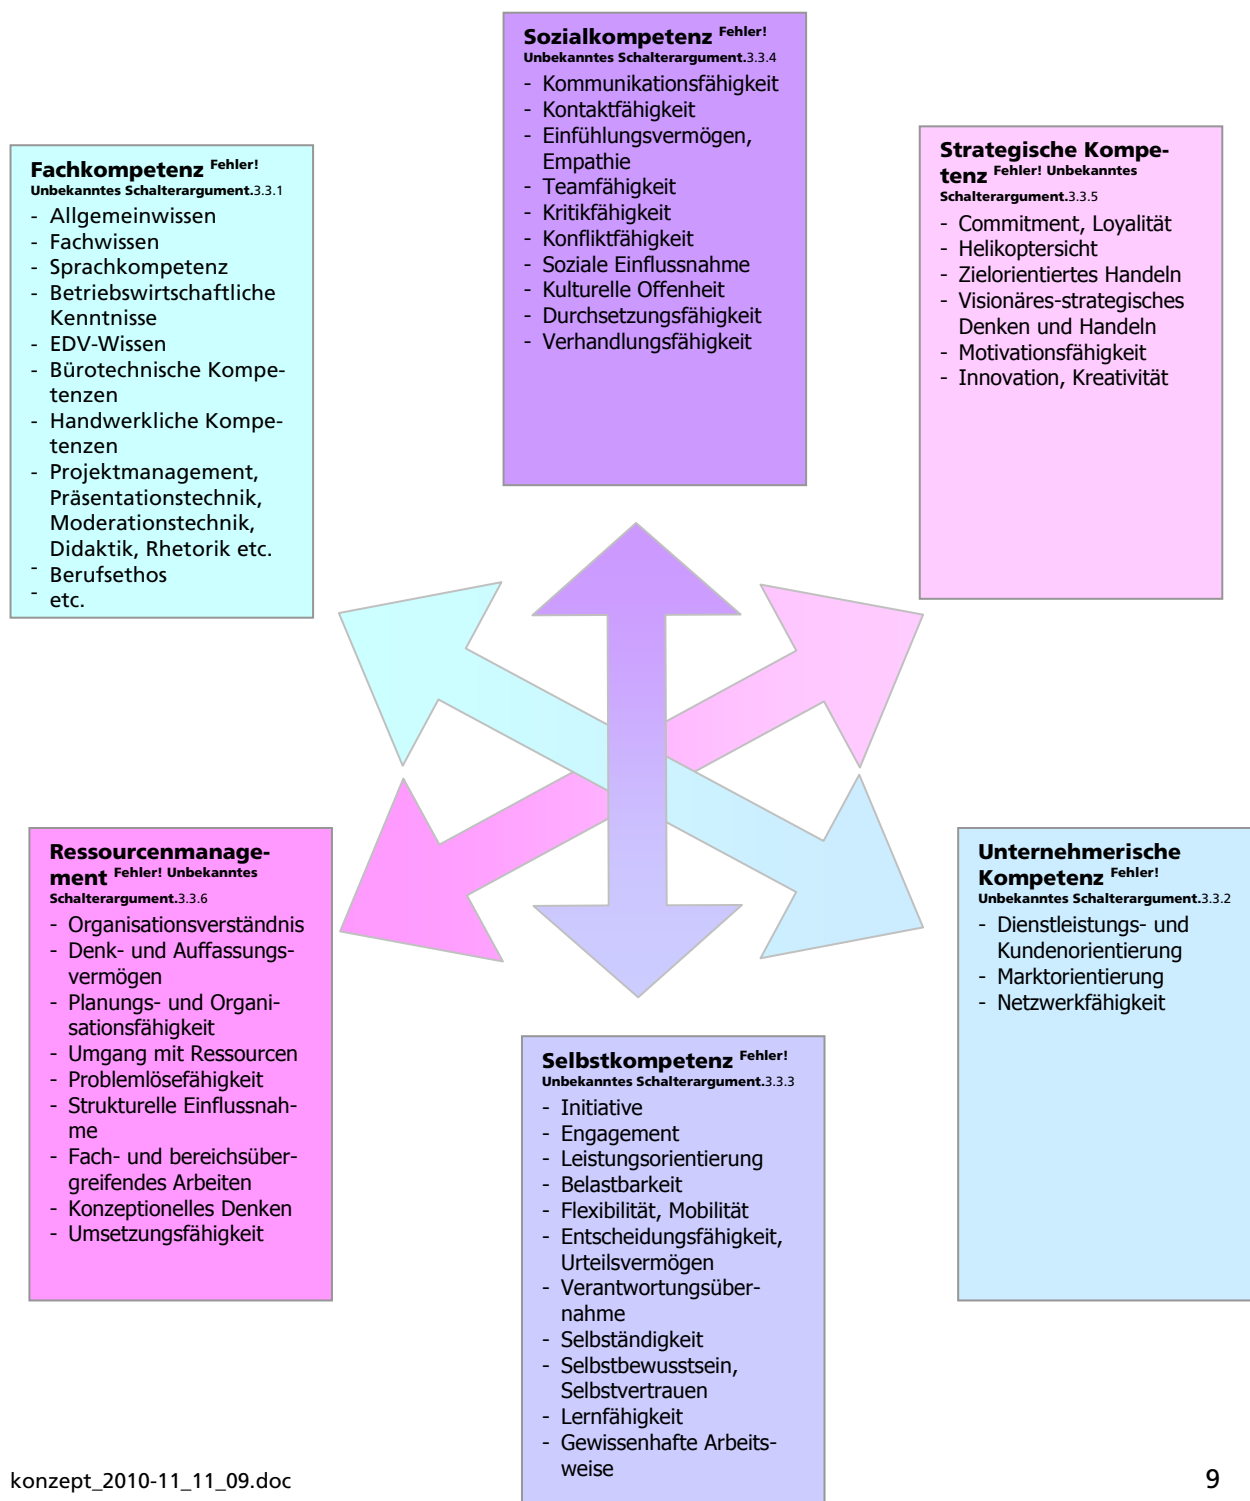 Sozialkompetenz Fehler!
Unbekanntes Schalterargument.3.3.4
- Kommunikationsfähigkeit
- Kontaktfähigkeit
- Einfühlungsvermögen,
Empathie
- Teamfähigkeit
- Kritikfähigkeit
- Konfliktfähigkeit
- Soziale Einflussnahme
- Kulturelle Offenheit
- Durchsetzungsfähigkeit
- Verhandlungsfähigkeit
Fachkompetenz Fehler!
Unbekanntes Schalterargument.3.3.1
- Allgemeinwissen
- Fachwissen
- Sprachkompetenz
- Betriebswirtschaftliche
Kenntnisse
- EDV-Wissen
- Bürotechnische Kompe-
tenzen
- Handwerkliche Kompe-
tenzen
- Projektmanagement,
Präsentationstechnik,
Moderationstechnik,
Didaktik, Rhetorik etc.
- Berufsethos
- etc.
Strategische Kompe-
tenz Fehler! Unbekanntes
Schalterargument.3.3.5
- Commitment, Loyalität
- Helikoptersicht
- Zielorientiertes Handeln
- Visionäres-strategisches
Denken und Handeln
- Motivationsfähigkeit
- Innovation, Kreativität
Ressourcenmanage-
ment Fehler! Unbekanntes
Schalterargument.3.3.6
- Organisationsverständnis
- Denk- und Auffassungs-
vermögen
- Planungs- und Organi-
sationsfähigkeit
- Umgang mit Ressourcen
- Problemlösefähigkeit
- Strukturelle Einflussnah-
me
- Fach- und bereichsüber-
greifendes Arbeiten
- Konzeptionelles Denken
- Umsetzungsfähigkeit
Unternehmerische
Kompetenz Fehler!
Unbekanntes Schalterargument.3.3.2
- Dienstleistungs- und
Kundenorientierung
- Marktorientierung
- Netzwerkfähigkeit
Selbstkompetenz Fehler!
Unbekanntes Schalterargument.3.3.3
- Initiative
- Engagement
- Leistungsorientierung
- Belastbarkeit
- Flexibilität, Mobilität
- Entscheidungsfähigkeit,
Urteilsvermögen
- Verantwortungsüber-
nahme
- Selbständigkeit
- Selbstbewusstsein,
Selbstvertrauen
- Lernfähigkeit
- Gewissenhafte Arbeits-
weise
konzept_2010-11_11_09.doc 9